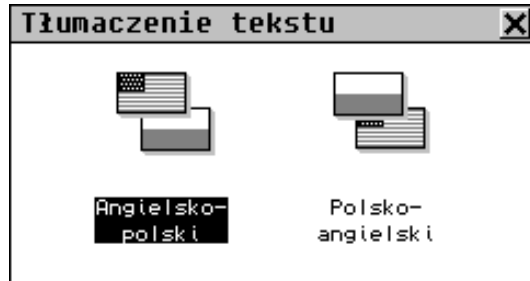 Tłumaczenie tekstu
Angielsko-
polski
Polsko-
angielski